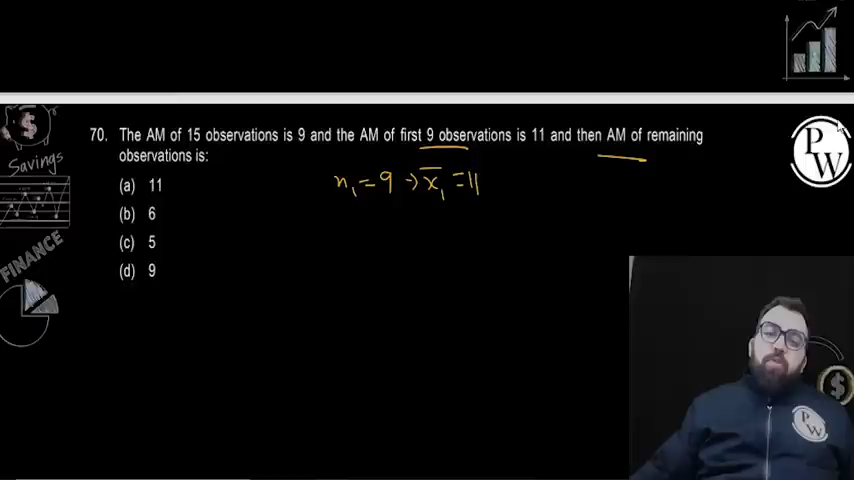 70. The AM of 15 observations is 9 and the AM of first 9 observations is 11 and then AM of remaining
observations is:
(a) 11
(b) 6
(c) 5
(d) 9
n₁ = 9 → x̄₁ = 11
$
Savings
FINANCE
P
W
P
W
$